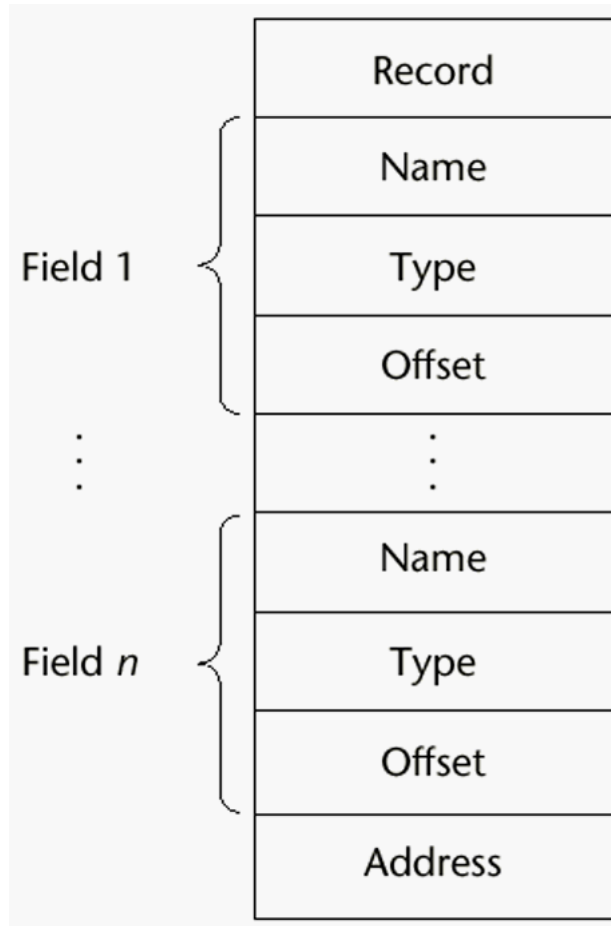 Record
Name
Field 1
Type
Offset
Name
Field n
Type
Offset
Address